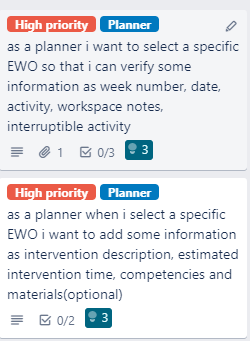 High priority Planner
as a planner i want to select a specific
EWO so that i can verify some
information as week number, date,
activity, workspace notes,
interruptible activity
1 0/3 3
High priority Planner
as a planner when i select a specific
EWO i want to add some information
as intervention description, estimated
intervention time, competencies and
materials(optional)
0/2 3